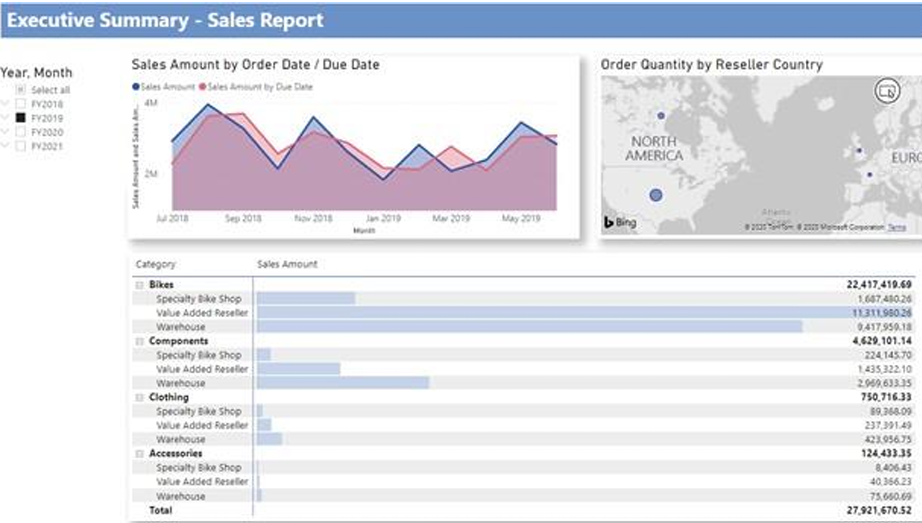 Executive Summary - Sales Report
Year, Month
Select all
FY2018
FY2019
FY2020
FY2021
Sales Amount by Order Date / Due Date
Sales Amount Sales Amount by Due Date
Sales Amount and Sales Am...
4M
2M
Jul 2018 Sep 2018 Nov 2018 Jan 2019 Mar 2019 May 2019
Month
Order Quantity by Reseller Country
NORTH
AMERICA
EURO
Atlantic
Ocean
Bing
© 2020 TomTom, © 2020 Microsoft Corporation Terms
Category Sales Amount
Bikes 22,417,419.69
Specialty Bike Shop 1,687,480.26
Value Added Reseller 11,311,980.26
Warehouse 9,417,959.18
Components 4,629,101.14
Specialty Bike Shop 224,145.70
Value Added Reseller 1,435,322.10
Warehouse 2,969,633.35
Clothing 750,716.33
Specialty Bike Shop 89,368.09
Value Added Reseller 237,391.49
Warehouse 423,956.75
Accessories 124,433.35
Specialty Bike Shop 8,406.43
Value Added Reseller 40,366.23
Warehouse 75,660.69
Total 27,921,670.52